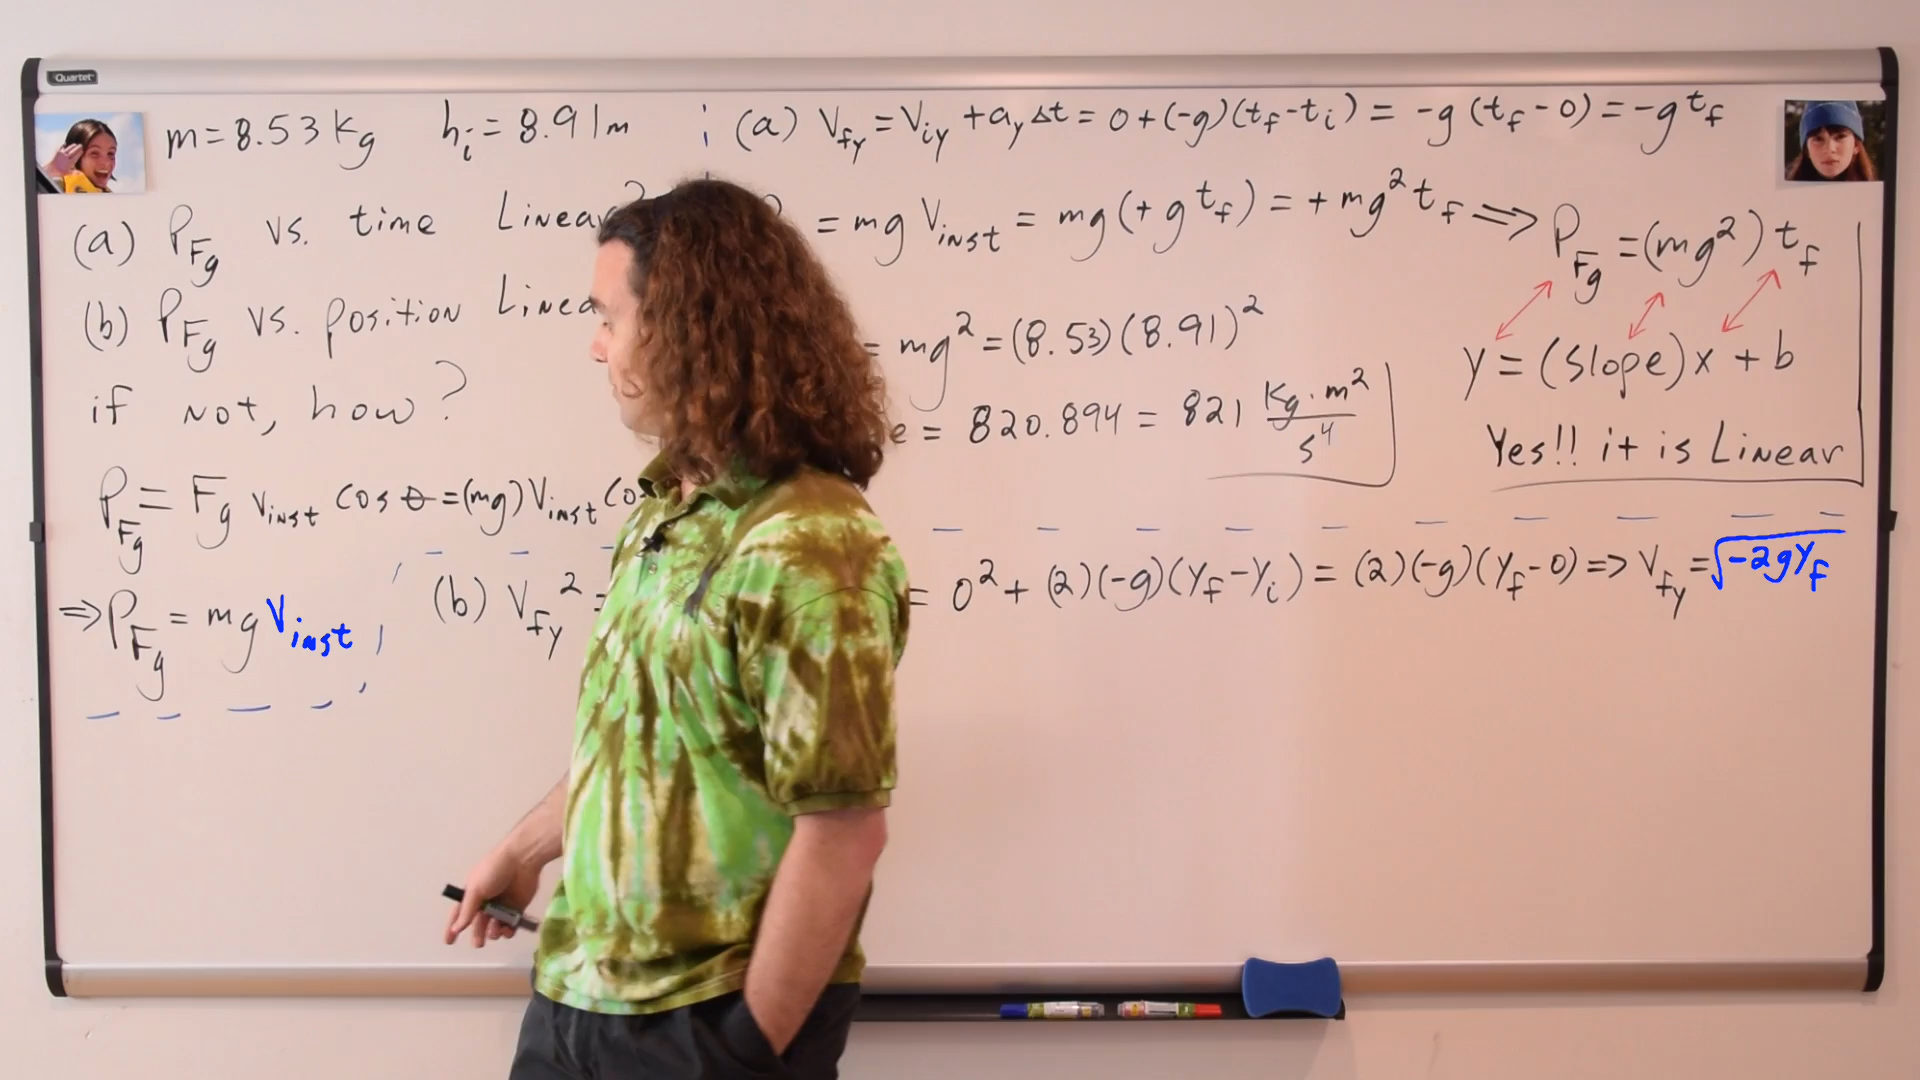 Quartet
m = 8.53 kg    h_i = 8.91 m
(a) P_Fg vs. time Linear?
(b) P_Fg vs. position Linea
if not, how?
P_Fg = F_g v_inst cos θ = (mg) V_inst Cos
⇒ P_Fg = mg V_inst
(a) V_fy = V_iy + a_y Δt = 0 + (-g)(t_f - t_i) = -g (t_f - 0) = -g t_f
= mg V_inst = mg (+ g t_f) = + mg² t_f ⇒ P_Fg = (mg²) t_f
= mg² = (8.53)(8.91)²
e = 820.894 = 821 kg·m²/s⁴
y = (slope) x + b
Yes!! it is Linear
(b) V_fy² = 0² + (2)(-g)(y_f - y_i) = (2)(-g)(y_f - 0) ⇒ V_fy = √(-2gy_f)